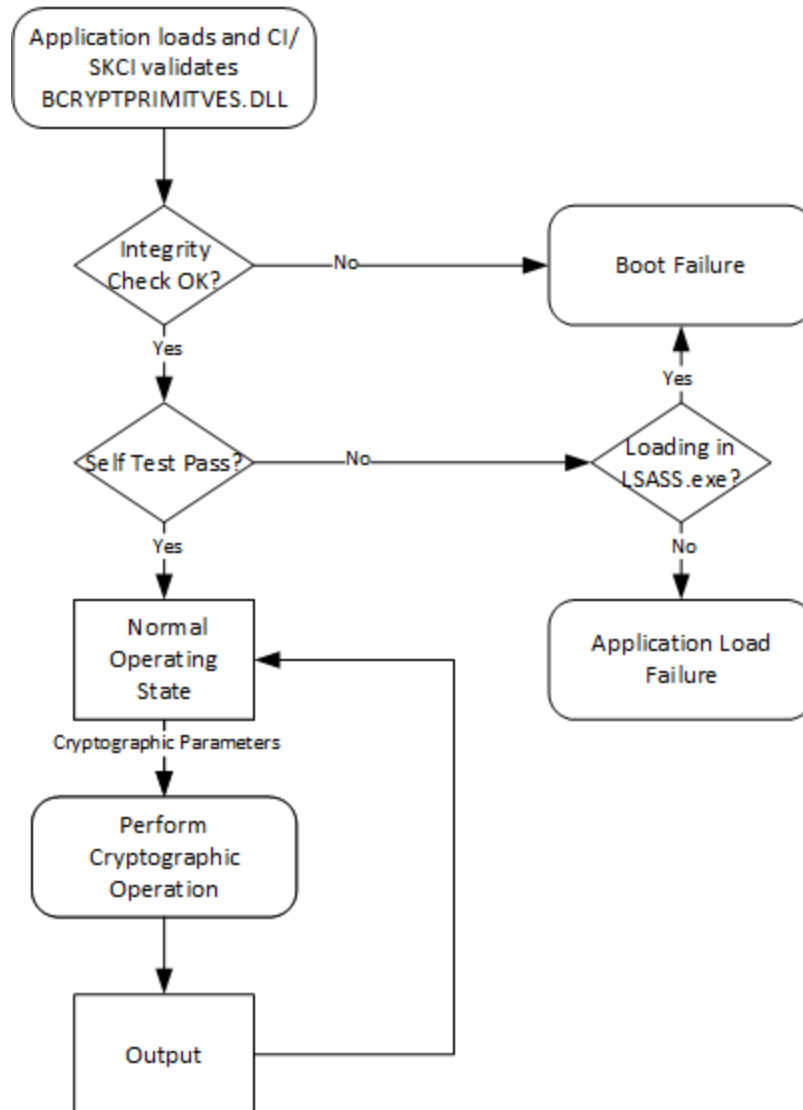 Application loads and CI/
SKCI validates
BCRYPTPRIMITVES.DLL
Integrity
Check OK?
No
Boot Failure
Yes
Yes
Self Test Pass?
No
Loading in
LSASS.exe?
Yes
No
Normal
Operating
State
Application Load
Failure
Cryptographic Parameters
Perform
Cryptographic
Operation
Output